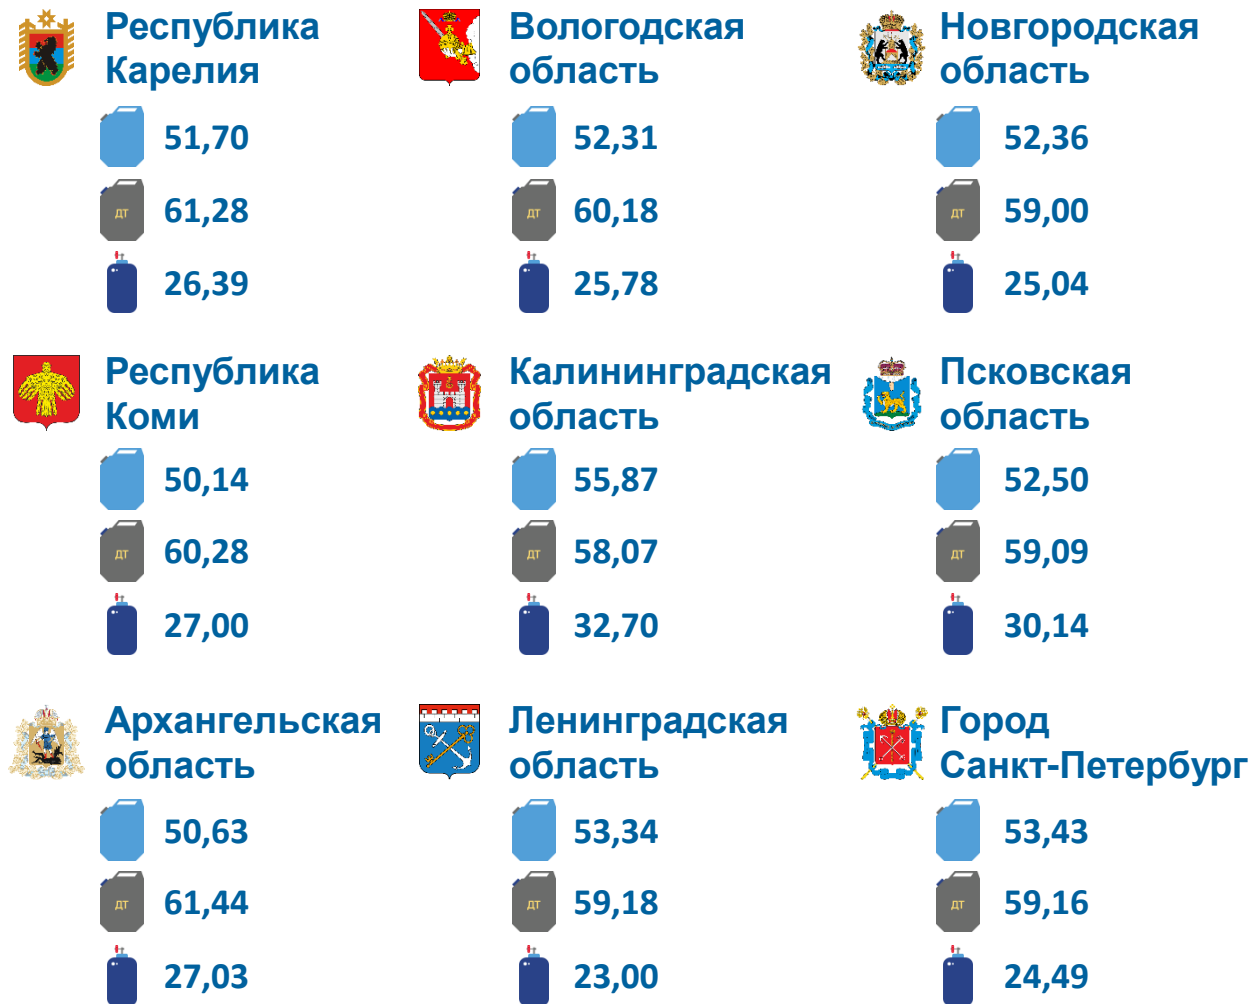 Республика
Карелия
51,70
ДТ
61,28
26,39
Вологодская
область
52,31
ДТ
60,18
25,78
Новгородская
область
52,36
ДТ
59,00
25,04
Республика
Коми
50,14
ДТ
60,28
27,00
Калининградская
область
55,87
ДТ
58,07
32,70
Псковская
область
52,50
ДТ
59,09
30,14
Архангельская
область
50,63
ДТ
61,44
27,03
Ленинградская
область
53,34
ДТ
59,18
23,00
Город
Санкт-Петербург
53,43
ДТ
59,16
24,49